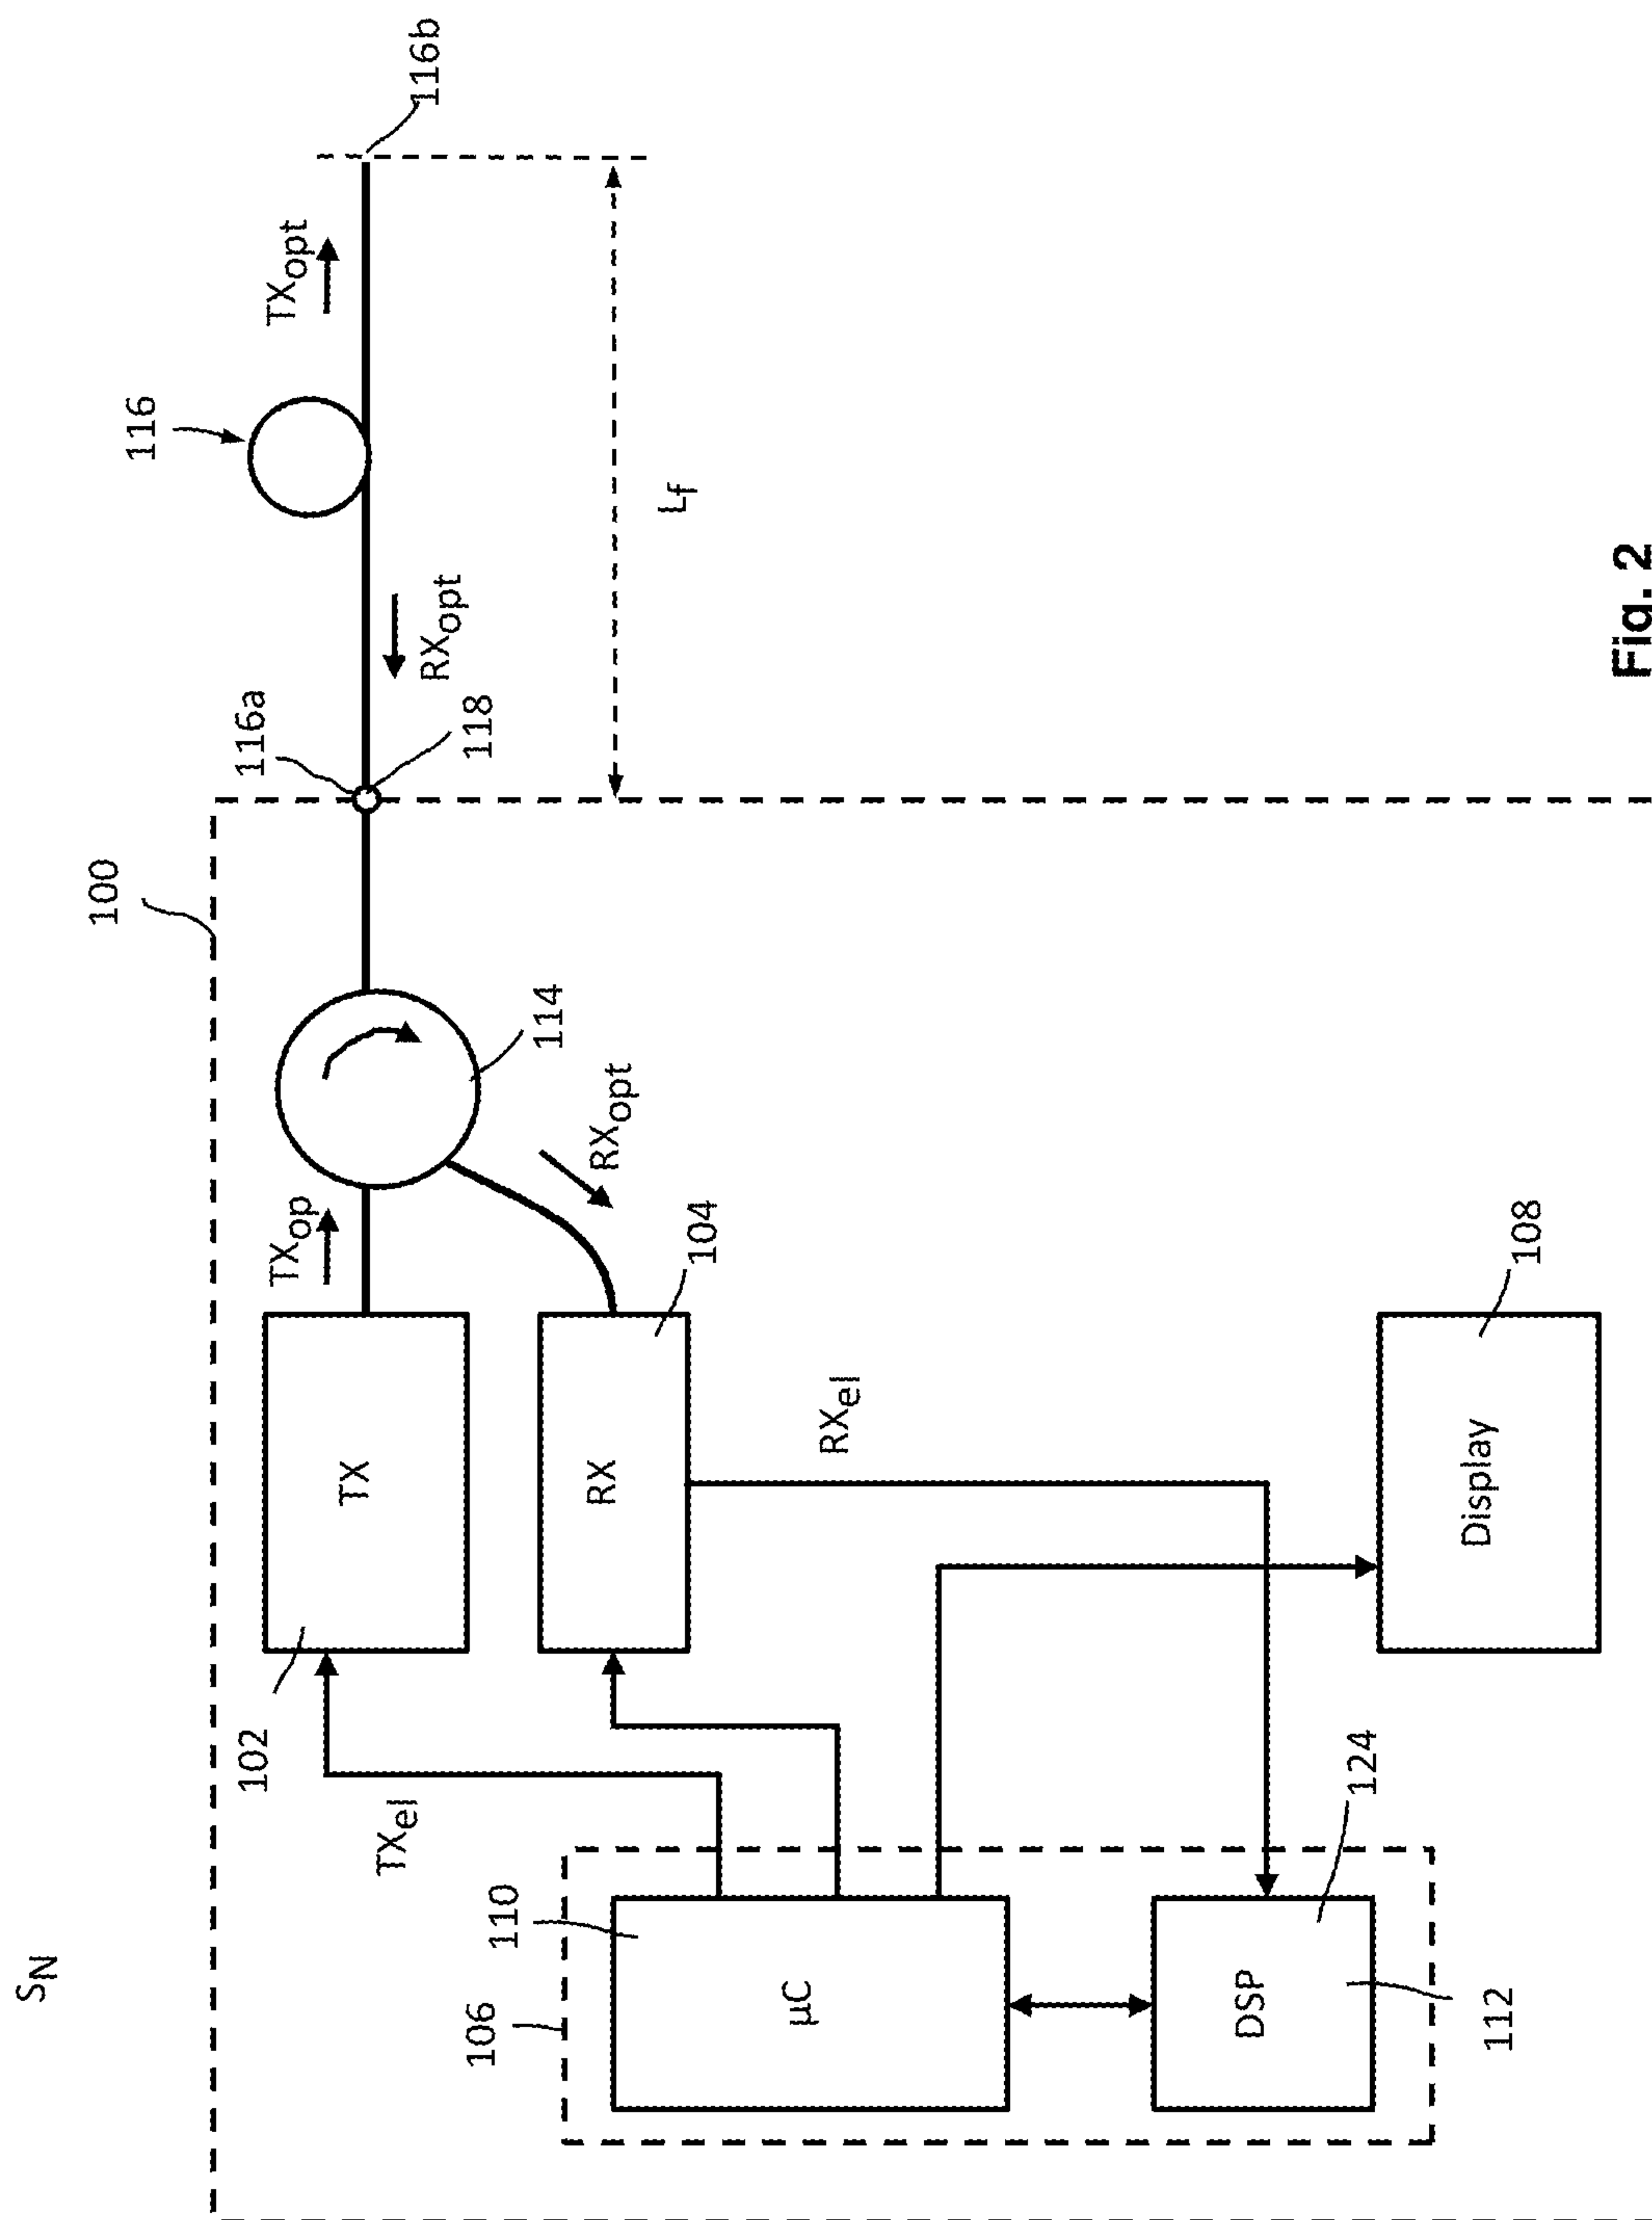 SN
100
116
TXopt
116b
116a
RXopt
118
Lf
TXop
114
RXopt
102
TX
104
RX
TXel
RXel
106
110
µC
124
DSP
112
108
Display
Fig. 2